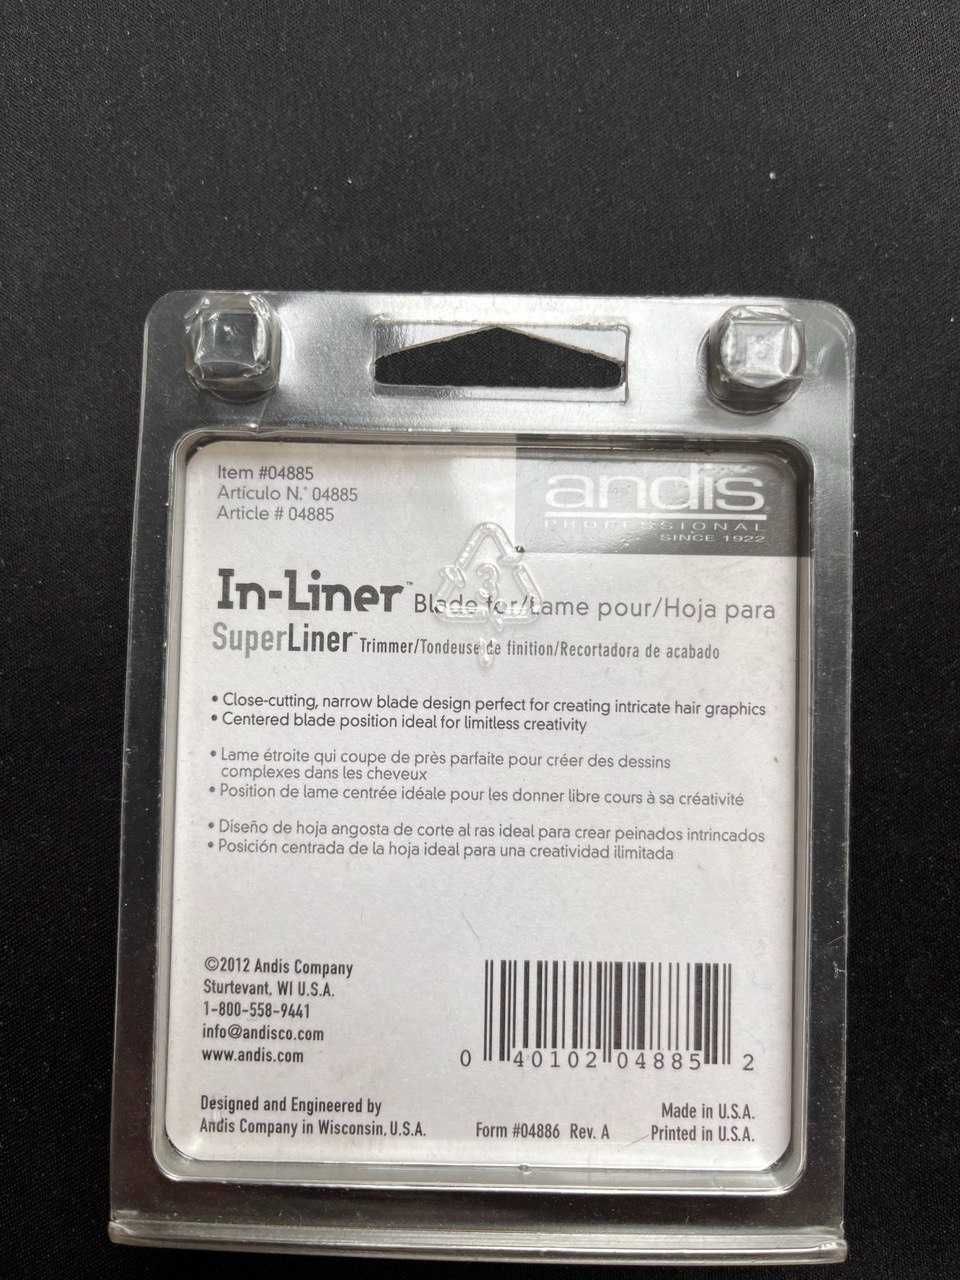 Item #04885
Artículo N.° 04885
Article # 04885
andis
PROFESSIONAL
SINCE 1922
3
In-Liner™ Blade for/Lame pour/Hoja para
SuperLiner™ Trimmer/Tondeuse de finition/Recortadora de acabado
• Close-cutting, narrow blade design perfect for creating intricate hair graphics
• Centered blade position ideal for limitless creativity
• Lame étroite qui coupe de près parfaite pour créer des dessins
complexes dans les cheveux
• Position de lame centrée idéale pour les donner libre cours à sa créativité
• Diseño de hoja angosta de corte al ras ideal para crear peinados intrincados
• Posición centrada de la hoja ideal para una creatividad ilimitada
©2012 Andis Company
Sturtevant, WI U.S.A.
1-800-558-9441
info@andisco.com
www.andis.com
0 40102 04885 2
Designed and Engineered by
Andis Company in Wisconsin, U.S.A.
Form #04886 Rev. A
Made in U.S.A.
Printed in U.S.A.